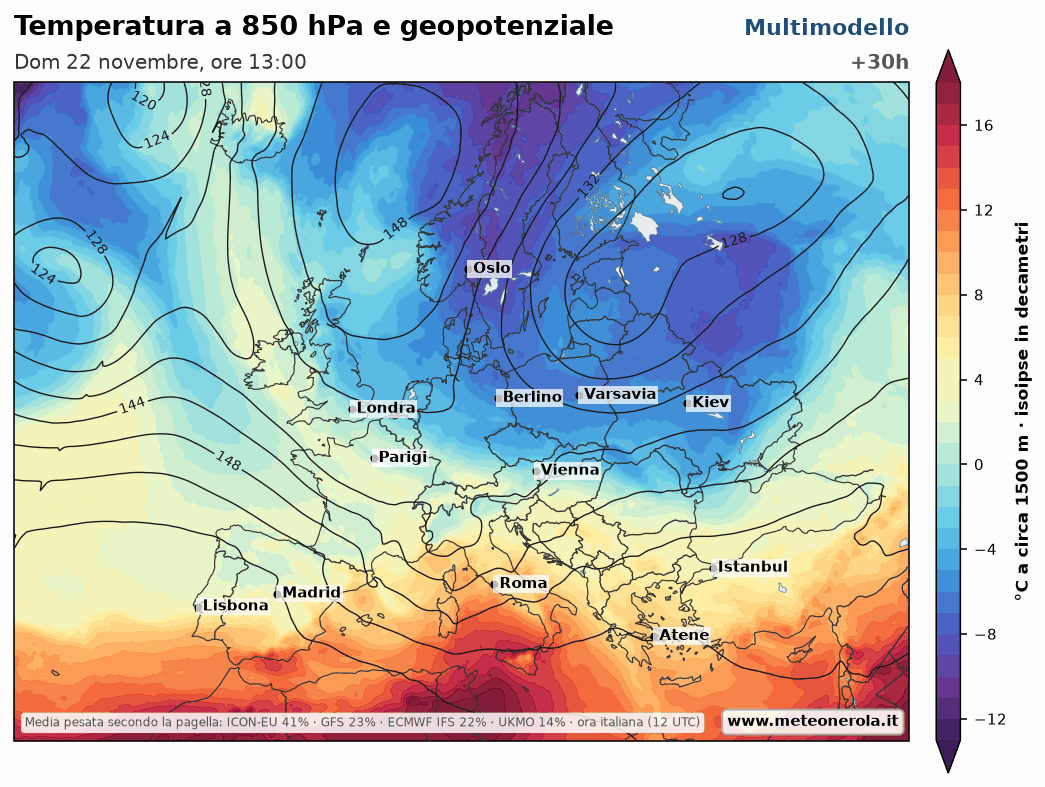 Temperatura a 850 hPa e geopotenziale
Multimodello
Dom 22 novembre, ore 13:00
+30h
120
28
124
132
148
128
128
124
144
148
Oslo
Berlino
Varsavia
Kiev
Londra
Parigi
Vienna
Istanbul
Roma
Madrid
Lisbona
Atene
16
12
8
4
0
−4
−8
−12
°C a circa 1500 m · isoipse in decametri
Media pesata secondo la pagella: ICON-EU 41% · GFS 23% · ECMWF IFS 22% · UKMO 14% · ora italiana (12 UTC)
www.meteonerola.it